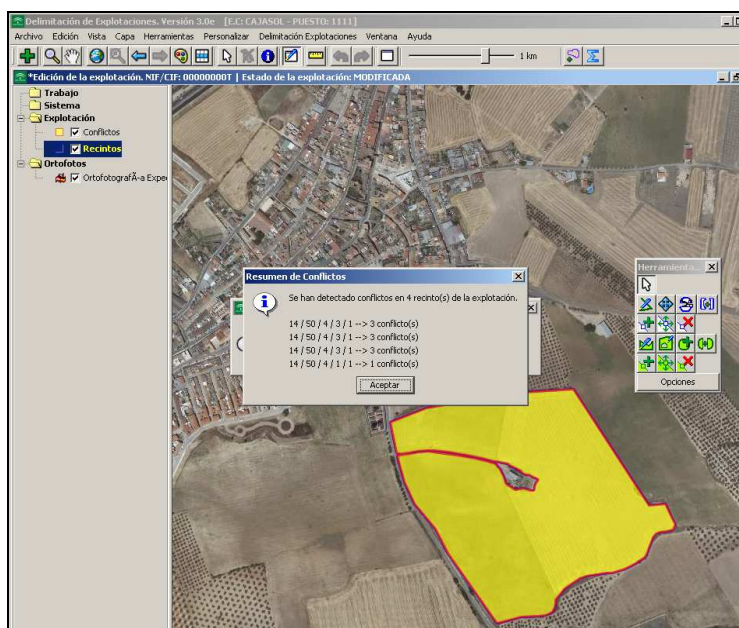 Delimitación de Explotaciones. Versión 3.0e [E.C: CAJASOL - PUESTO: 1111]
Archivo Edición Vista Capa Herramientas Personalizar Delimitación Explotaciones Ventana Ayuda
1 km
*Edición de la explotación. NIF/CIF: 00000000T | Estado de la explotación: MODIFICADA
Trabajo
Sistema
Explotación
Conflictos
Recintos
Ortofotos
OrtofotografÃ-a Expe
Resumen de Conflictos
Se han detectado conflictos en 4 recinto(s) de la explotación.
14 / 50 / 4 / 3 / 1 --> 3 conflicto(s)
14 / 50 / 4 / 3 / 1 --> 3 conflicto(s)
14 / 50 / 4 / 3 / 1 --> 3 conflicto(s)
14 / 50 / 4 / 1 / 1 --> 1 conflicto(s)
Aceptar
Herramienta...
Opciones